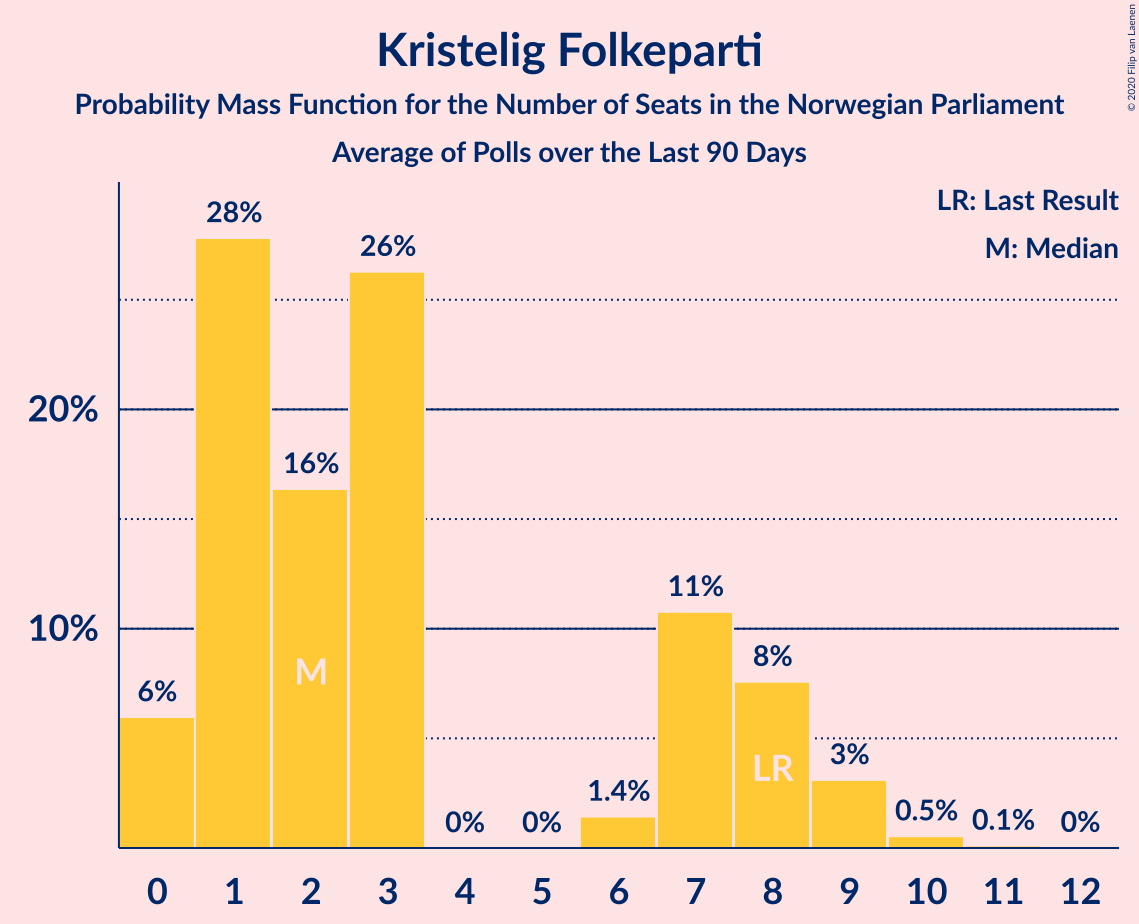 Kristelig Folkeparti
Probability Mass Function for the Number of Seats in the Norwegian Parliament
Average of Polls over the Last 90 Days
© 2020 Filip van Laenen
LR: Last Result
M: Median
28%
26%
20%
16%
11%
10%
M
8%
6%
LR
3%
1.4%
0.5%
0.1%
0%
0%
0%
0 1 2 3 4 5 6 7 8 9 10 11 12